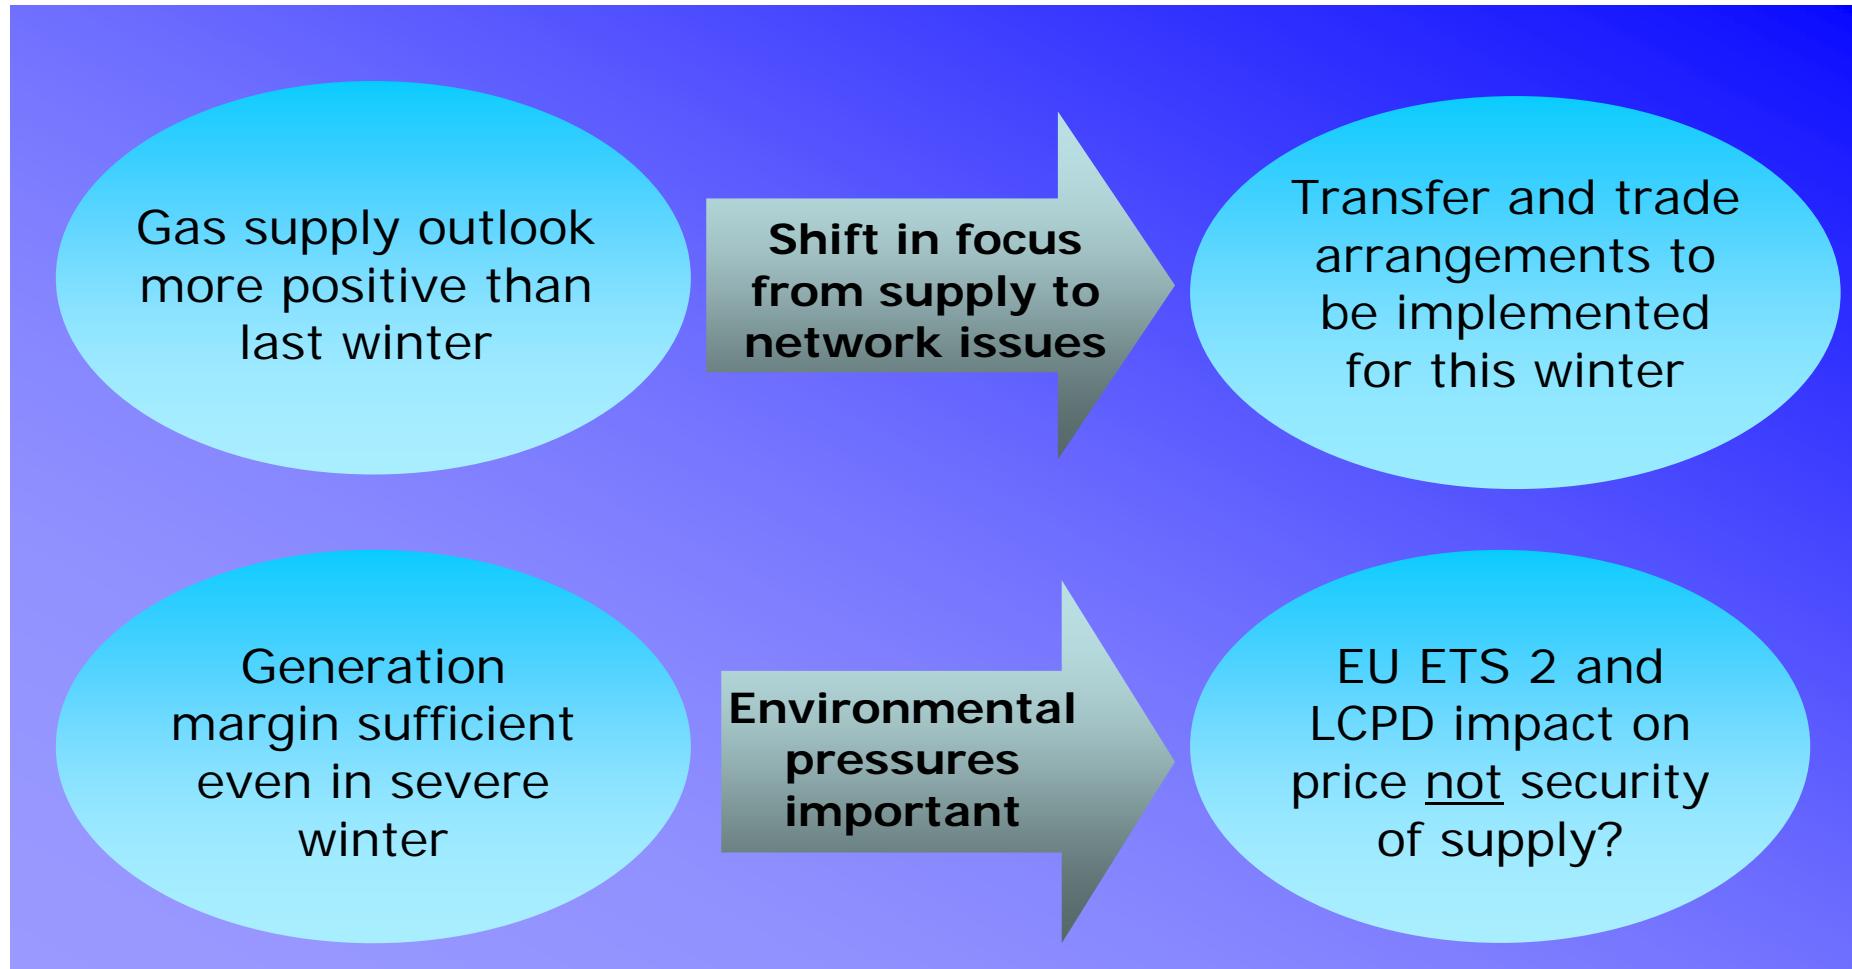 Gas supply outlook
more positive than
last winter
Shift in focus
from supply to
network issues
Transfer and trade
arrangements to
be implemented
for this winter
Generation
margin sufficient
even in severe
winter
Environmental
pressures
important
EU ETS 2 and
LCPD impact on
price not security
of supply?